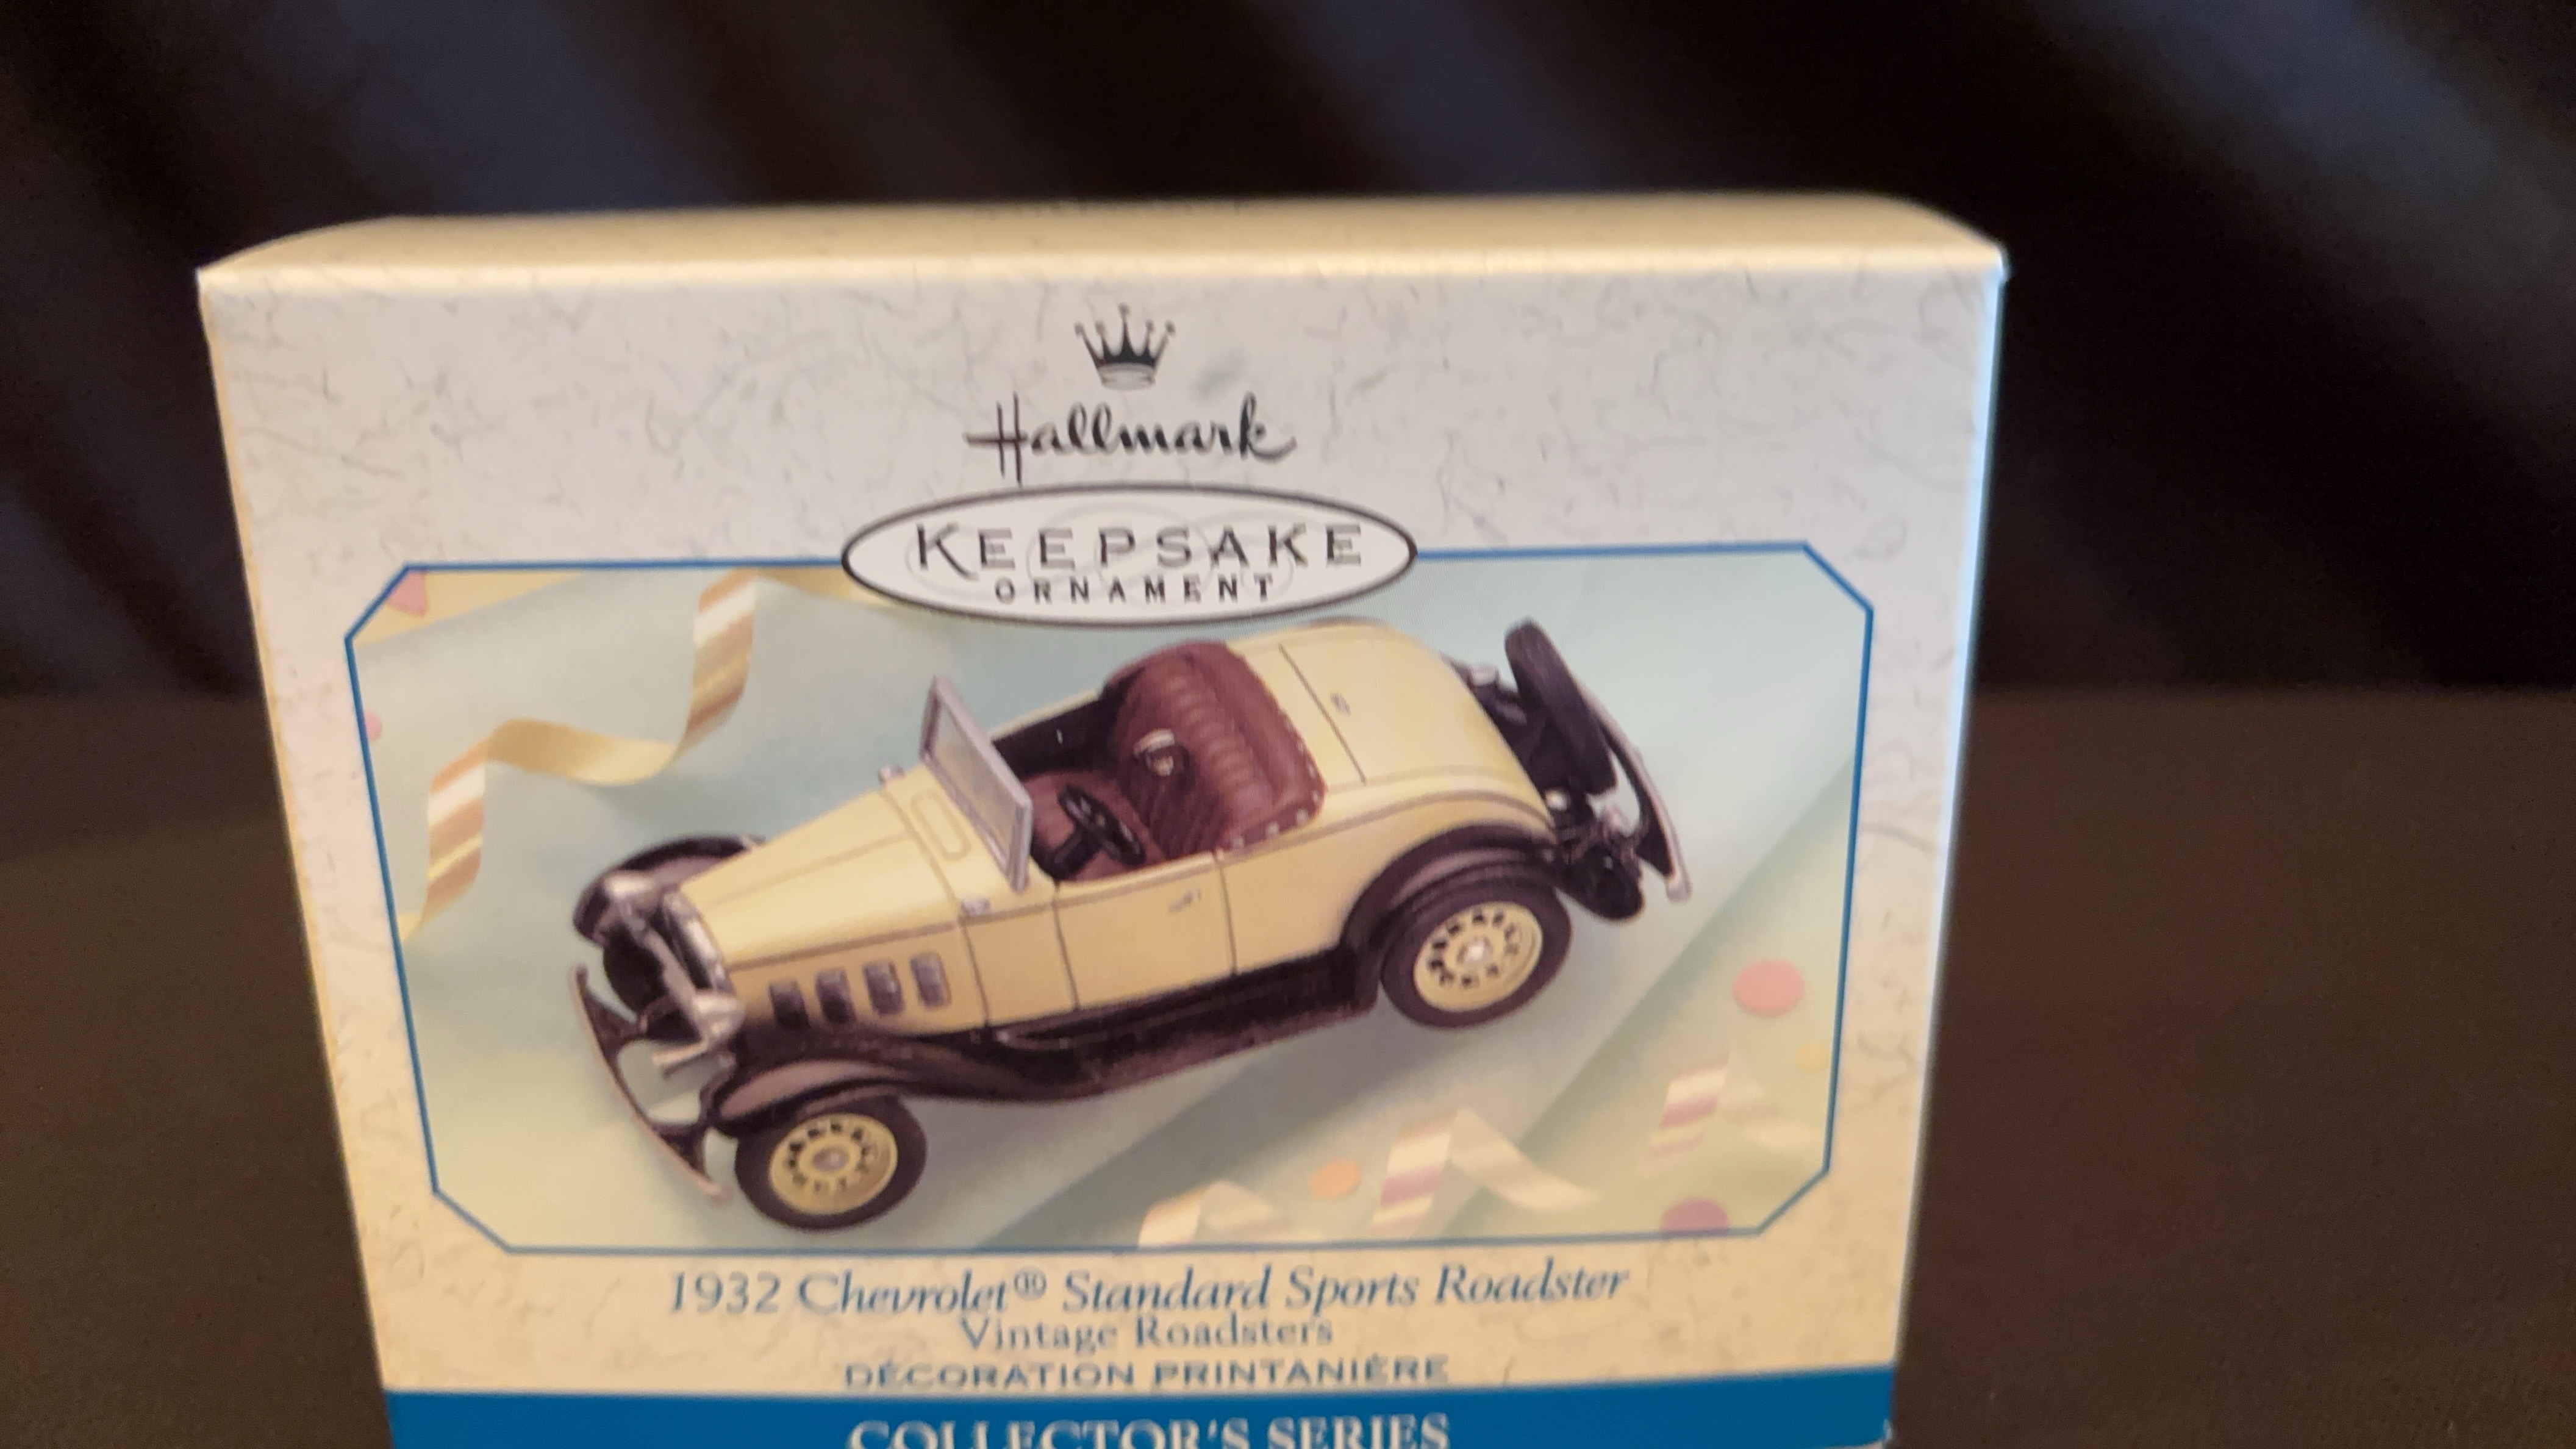 Hallmark
KEEPSAKE
ORNAMENT
1932 Chevrolet® Standard Sports Roadster
Vintage Roadsters
DÉCORATION PRINTANIÈRE
COLLECTOR'S SERIES